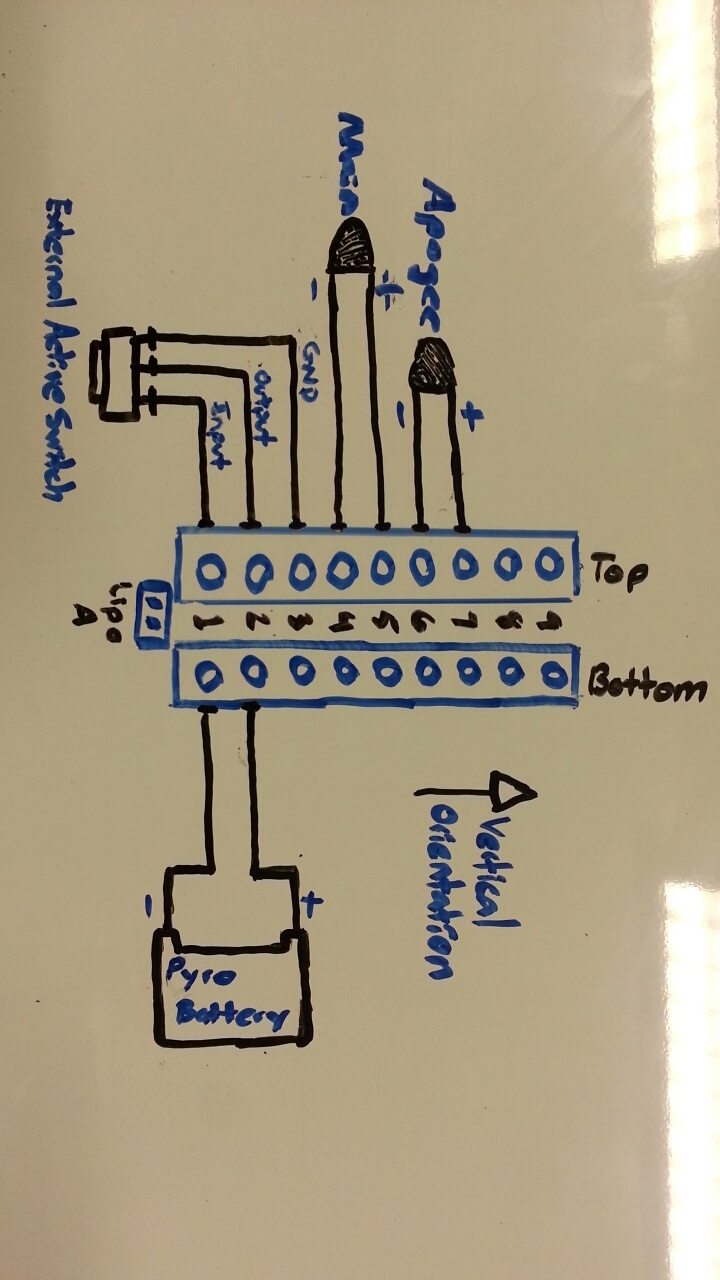 Main
Apogee
+
-
+
-
GND
output
Input
External Active Switch
Top
1 2 3 4 5 6 7 8 9
Lipo
A
Bottom
Vertical
Orientation
+
-
Pyro
Battery